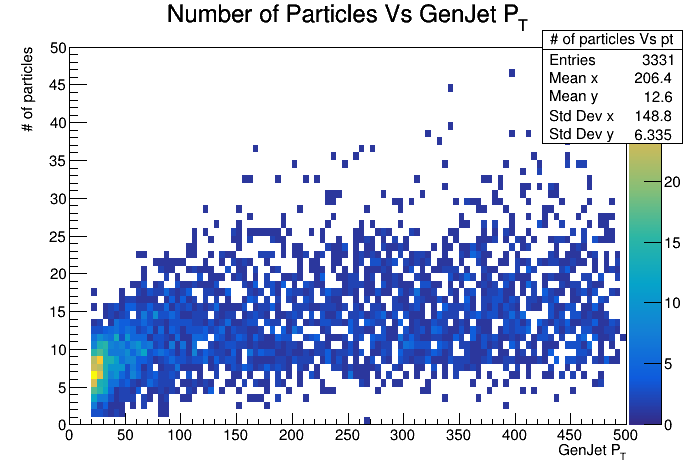 Number of Particles Vs GenJet P_T
# of particles Vs pt
Entries 3331
Mean x 206.4
Mean y 12.6
Std Dev x 148.8
Std Dev y 6.335
# of particles
50
45
40
35
30
25
20
15
10
5
0
0 50 100 150 200 250 300 350 400 450 500
GenJet P_T
20
15
10
5
0